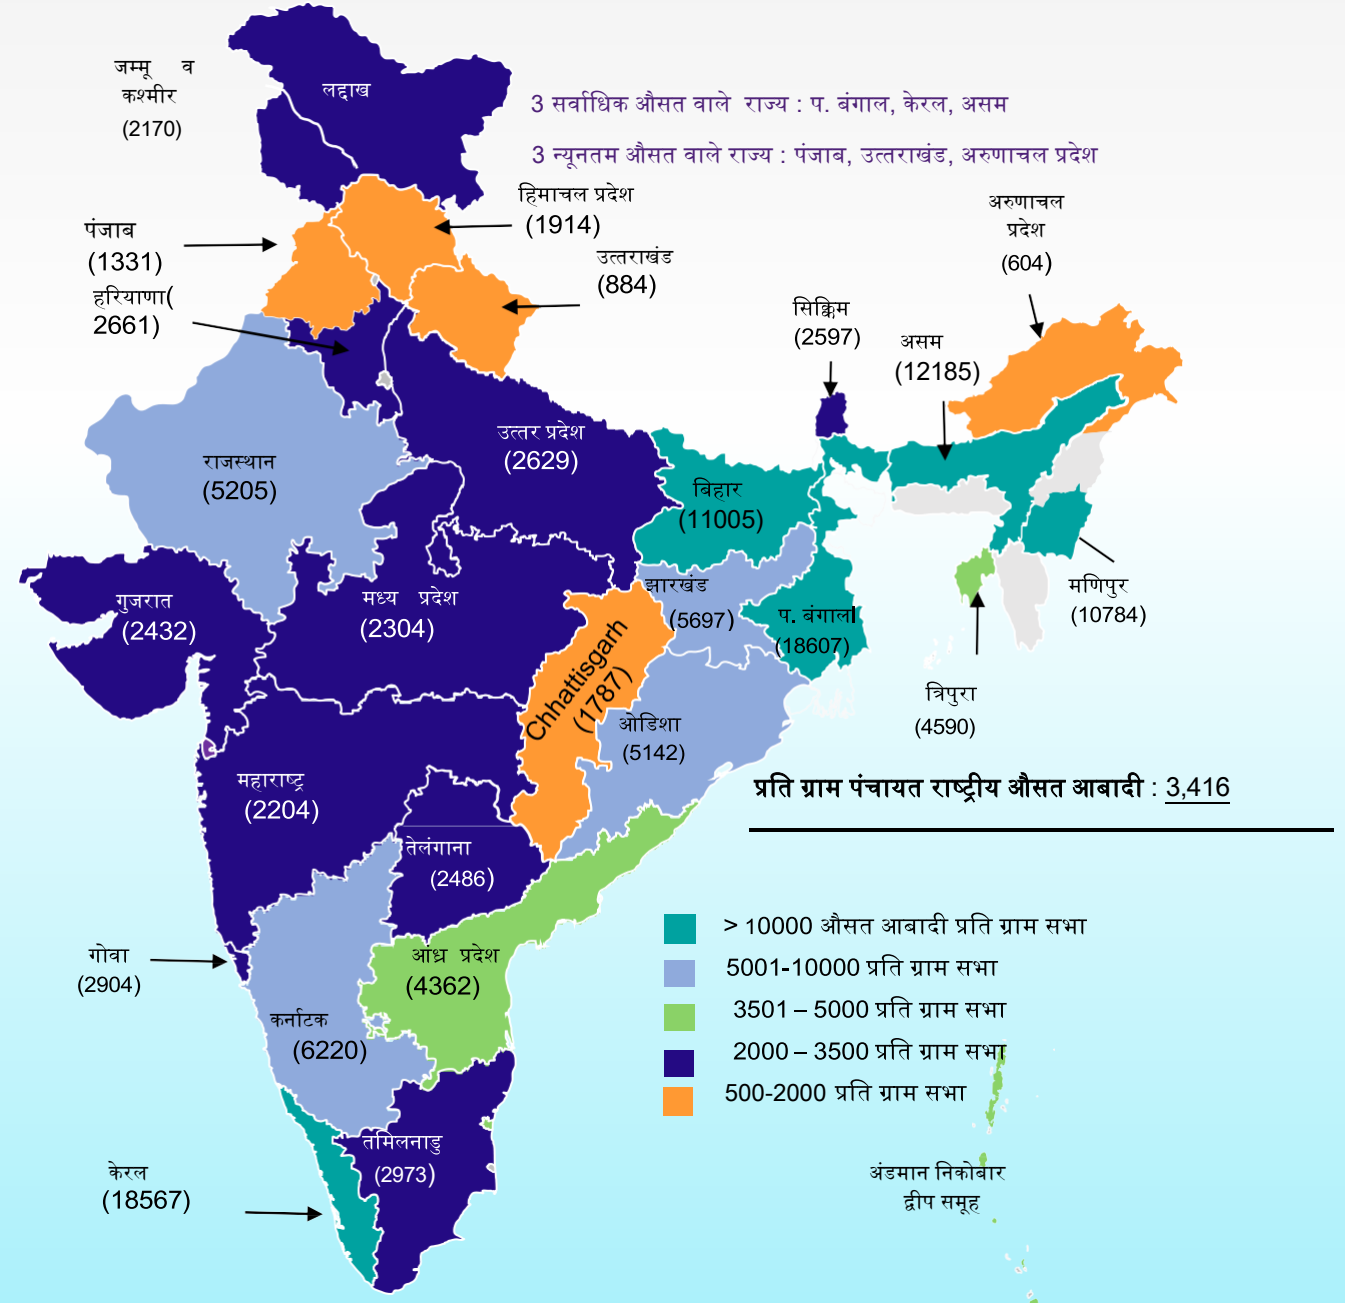 जम्मू व
कश्मीर
(2170)
लद्दाख
3 सर्वाधिक औसत वाले राज्य : प. बंगाल, केरल, असम
3 न्यूनतम औसत वाले राज्य : पंजाब, उत्तराखंड, अरुणाचल प्रदेश
हिमाचल प्रदेश
(1914)
पंजाब
(1331)
उत्तराखंड
(884)
अरुणाचल
प्रदेश
(604)
हरियाणा(
2661)
सिक्किम
(2597)
असम
(12185)
उत्तर प्रदेश
(2629)
राजस्थान
(5205)
बिहार
(11005)
झारखंड
(5697)
मणिपुर
(10784)
गुजरात
(2432)
मध्य प्रदेश
(2304)
प. बंगाल
(18607)
Chhattisgarh
(1787)
त्रिपुरा
(4590)
ओडिशा
(5142)
महाराष्ट्र
(2204)
प्रति ग्राम पंचायत राष्ट्रीय औसत आबादी : 3,416
तेलंगाना
(2486)
गोवा
(2904)
आंध्र प्रदेश
(4362)
कर्नाटक
(6220)
> 10000 औसत आबादी प्रति ग्राम सभा
5001-10000 प्रति ग्राम सभा
3501 – 5000 प्रति ग्राम सभा
2000 – 3500 प्रति ग्राम सभा
500-2000 प्रति ग्राम सभा
तमिलनाडु
(2973)
केरल
(18567)
अंडमान निकोबार
द्वीप समूह